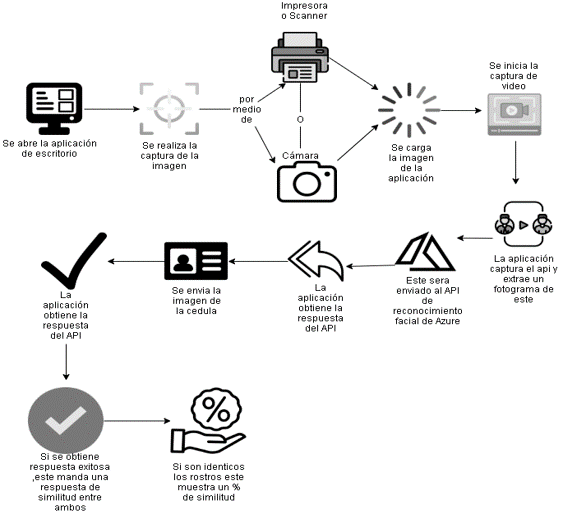 Impresora
o Scanner
Se inicia la
captura de
video
por
medio
de
O
Cámara
Se abre la aplicación
de escritorio
Se realiza la
captura de la
imagen
Se carga
la imagen
de la
aplicación
La aplicación
captura el api y
extrae un
fotograma de
este
Este sera
enviado al API
de
reconocimiento
facial de Azure
La
aplicación
obtiene la
respuesta
del API
Se envia la
imagen de
la cedula
La
aplicación
obtiene la
respuesta
del API
Si se obtiene
respuesta exitosa
,este manda una
respuesta de
similitud entre
ambos
Si son identicos
los rostros este
muestra un %
de similitud